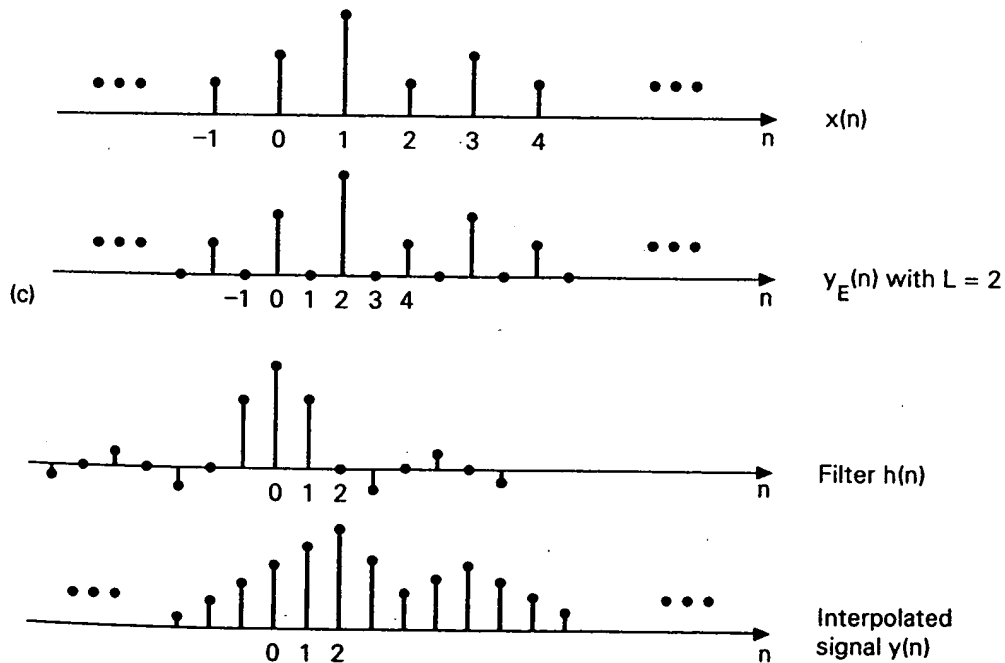 x(n)
−1 0 1 2 3 4 n
(c)
y_E(n) with L = 2
−1 0 1 2 3 4 n
Filter h(n)
0 1 2 n
Interpolated
signal y(n)
0 1 2 n